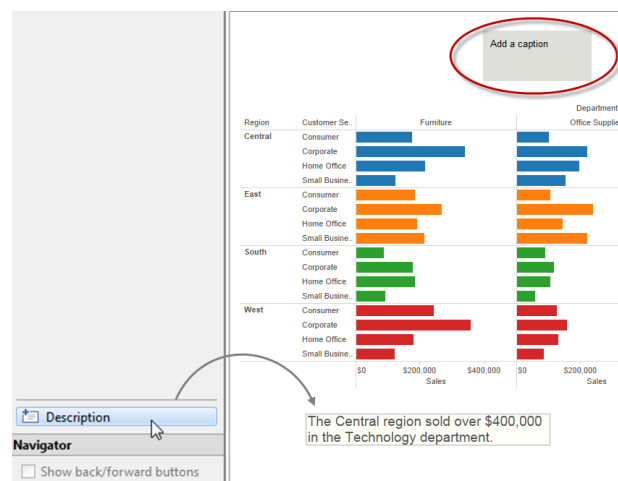 Add a caption
Department
Region Customer Se.. Furniture Office Supplie
Central Consumer
Corporate
Home Office
Small Busine..
East Consumer
Corporate
Home Office
Small Busine..
South Consumer
Corporate
Home Office
Small Busine..
West Consumer
Corporate
Home Office
Small Busine..
$0 $200,000 $400,000 $0 $200,000
Sales Sales
Description
The Central region sold over $400,000
in the Technology department.
Navigator
Show back/forward buttons